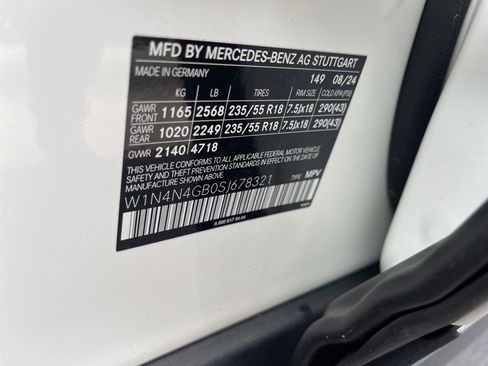 MFD BY MERCEDES-BENZ AG STUTTGART
MADE IN GERMANY 149 08/24
KG LB TIRES RIM SIZE COLD KPA(PSI)
GAWR FRONT 1165 2568 235/55 R18 7.5Jx18 290(43)
GAWR REAR 1020 2249 235/55 R18 7.5Jx18 290(43)
GVWR 2140 4718
THIS VEHICLE CONFORMS TO ALL APPLICABLE FEDERAL MOTOR VEHICLE
SAFETY AND THEFT PREVENTION STANDARDS IN EFFECT ON THE DATE OF
MANUFACTURE SHOWN ABOVE.
W1N4N4GB0SJ678321 TYPE: MPV